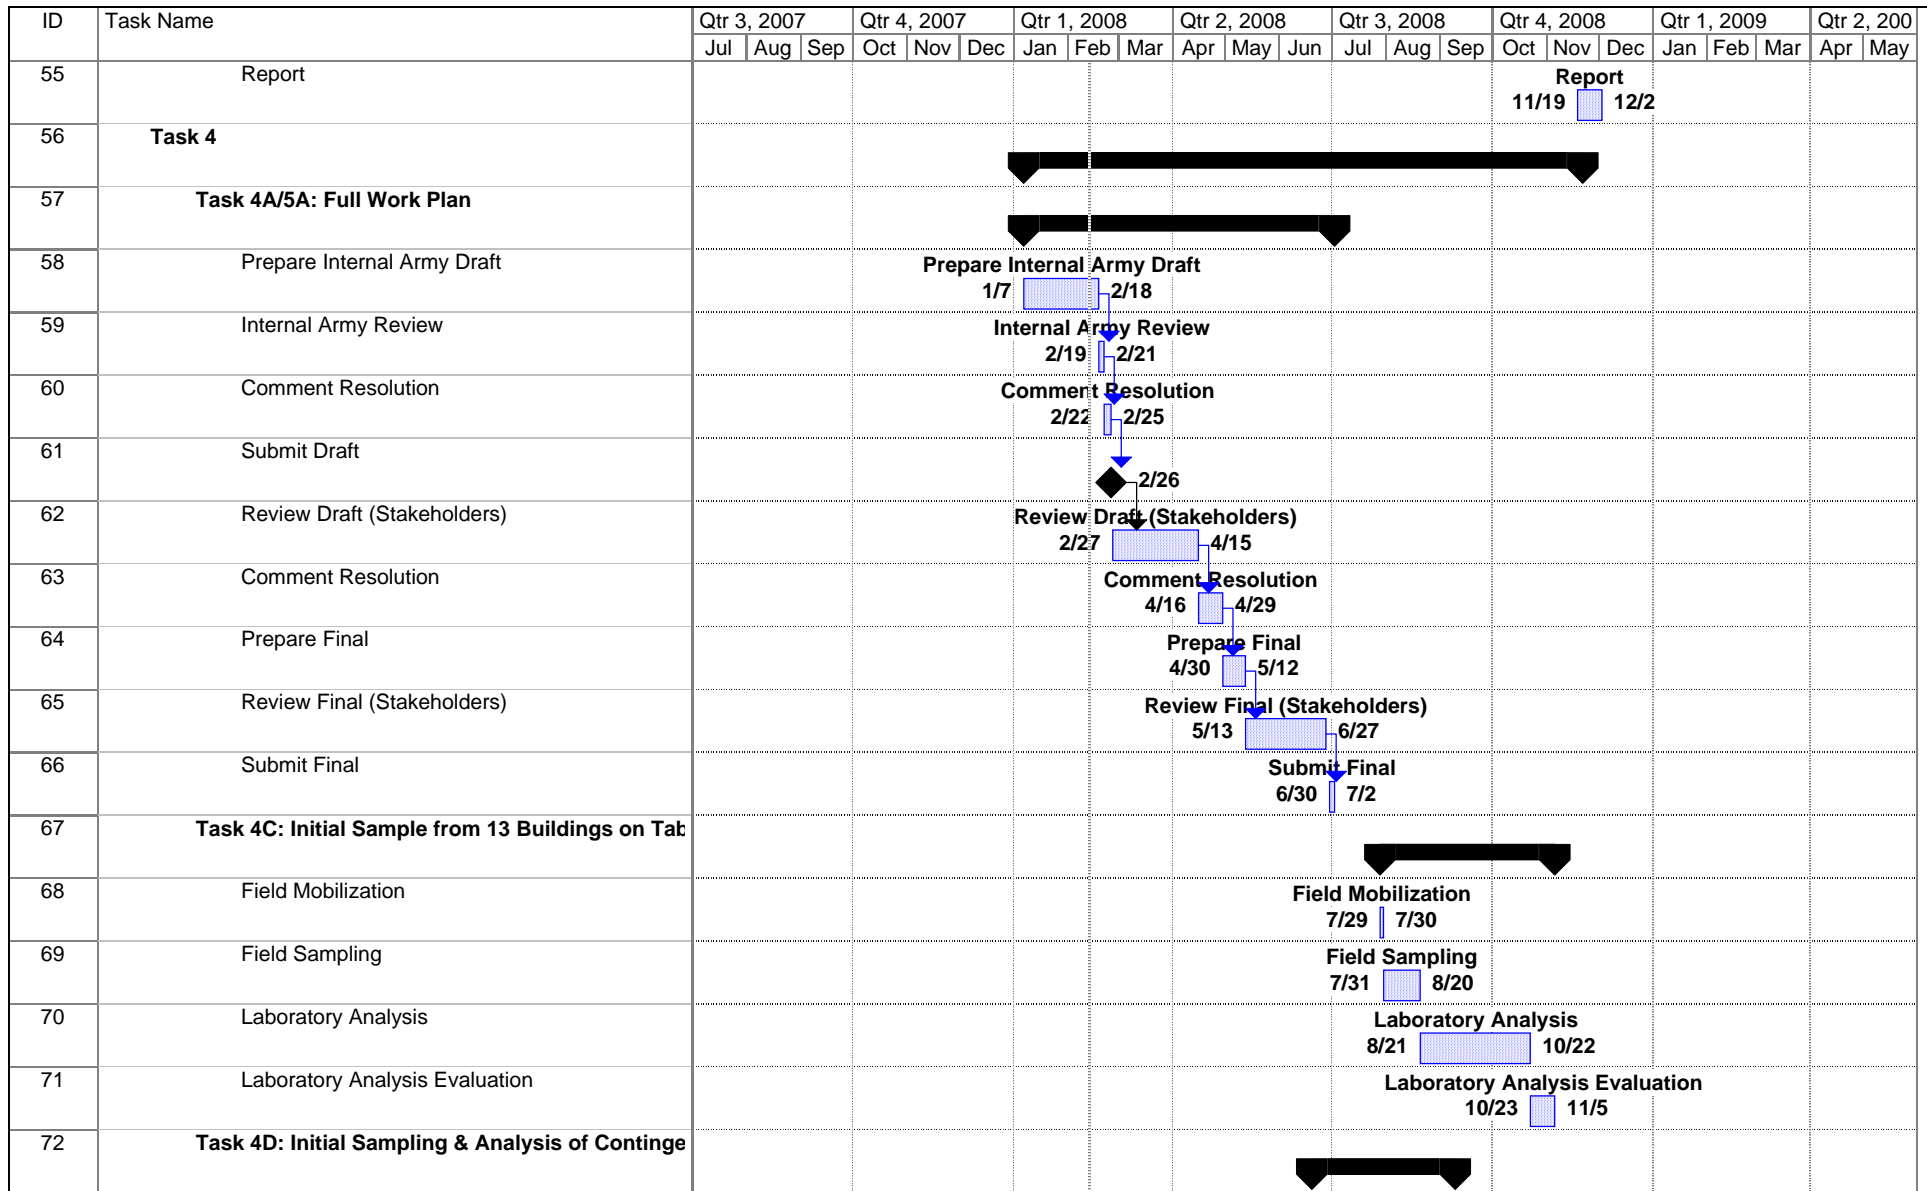 ID Task Name Qtr 3, 2007 Qtr 4, 2007 Qtr 1, 2008 Qtr 2, 2008 Qtr 3, 2008 Qtr 4, 2008 Qtr 1, 2009 Qtr 2, 200
Jul Aug Sep Oct Nov Dec Jan Feb Mar Apr May Jun Jul Aug Sep Oct Nov Dec Jan Feb Mar Apr May
55 Report Report
11/19 12/2
56 Task 4
57 Task 4A/5A: Full Work Plan
58 Prepare Internal Army Draft Prepare Internal Army Draft
1/7 2/18
59 Internal Army Review Internal Army Review
2/19 2/21
60 Comment Resolution Comment Resolution
2/22 2/25
61 Submit Draft
2/26
62 Review Draft (Stakeholders) Review Draft (Stakeholders)
2/27 4/15
63 Comment Resolution Comment Resolution
4/16 4/29
64 Prepare Final Prepare Final
4/30 5/12
65 Review Final (Stakeholders) Review Final (Stakeholders)
5/13 6/27
66 Submit Final Submit Final
6/30 7/2
67 Task 4C: Initial Sample from 13 Buildings on Tab
68 Field Mobilization Field Mobilization
7/29 7/30
69 Field Sampling Field Sampling
7/31 8/20
70 Laboratory Analysis Laboratory Analysis
8/21 10/22
71 Laboratory Analysis Evaluation Laboratory Analysis Evaluation
10/23 11/5
72 Task 4D: Initial Sampling & Analysis of Continge